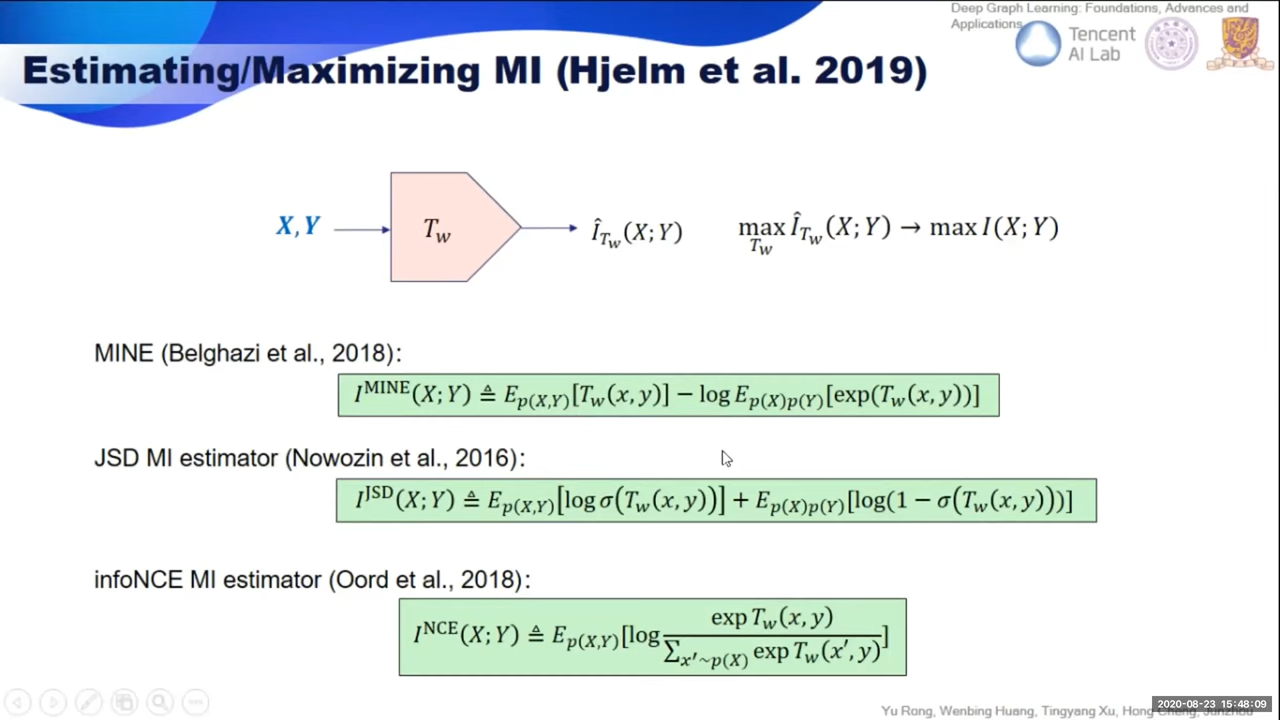 Deep Graph Learning: Foundations, Advances and
Applications
Tencent
AI Lab
Estimating/Maximizing MI (Hjelm et al. 2019)
X, Y → T_w → Î_{T_w}(X; Y)   max_{T_w} Î_{T_w}(X; Y) → max I(X; Y)
MINE (Belghazi et al., 2018):
I^{MINE}(X; Y) ≜ E_{p(X,Y)}[T_w(x, y)] − log E_{p(X)p(Y)}[exp(T_w(x, y))]
JSD MI estimator (Nowozin et al., 2016):
I^{JSD}(X; Y) ≜ E_{p(X,Y)}[log σ(T_w(x, y))] + E_{p(X)p(Y)}[log(1 − σ(T_w(x, y)))]
infoNCE MI estimator (Oord et al., 2018):
I^{NCE}(X; Y) ≜ E_{p(X,Y)}[log \frac{exp T_w(x, y)}{∑_{x′~p(X)} exp T_w(x′, y)}]
2020-08-23 15:48:09
Yu Rong, Wenbing Huang, Tingyang Xu, Hong